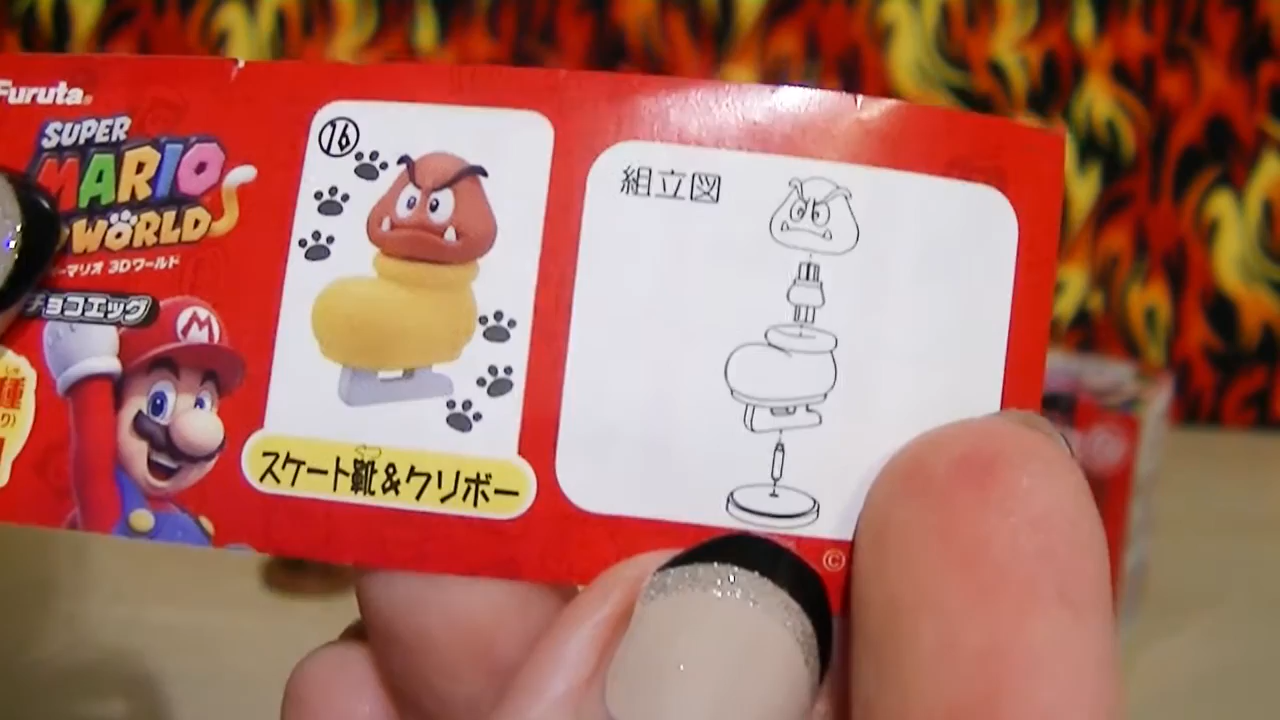 Furuta
SUPER
MARIO
WORLD
ーマリオ 3Dワールド
チョコエッグ
M
⑯
スケート靴&クリボー
組立図
©